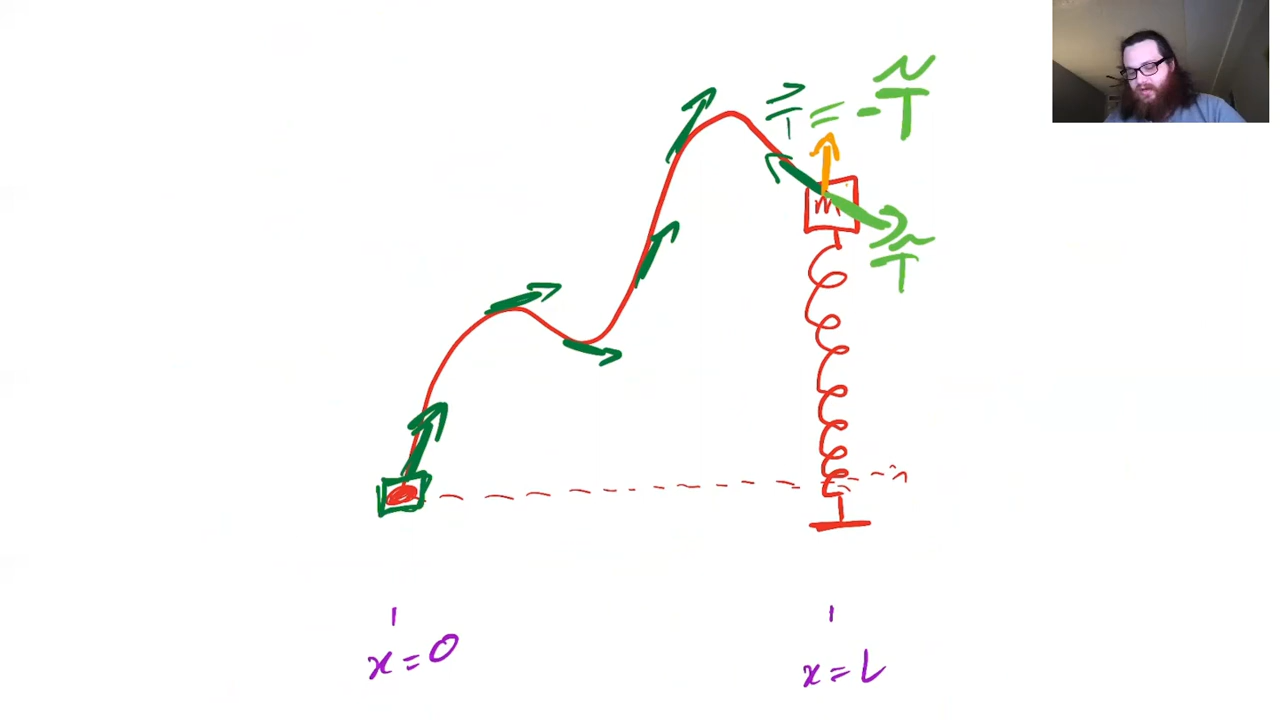 T⃗ = -T̃
m
T̃
x = 0
x = L